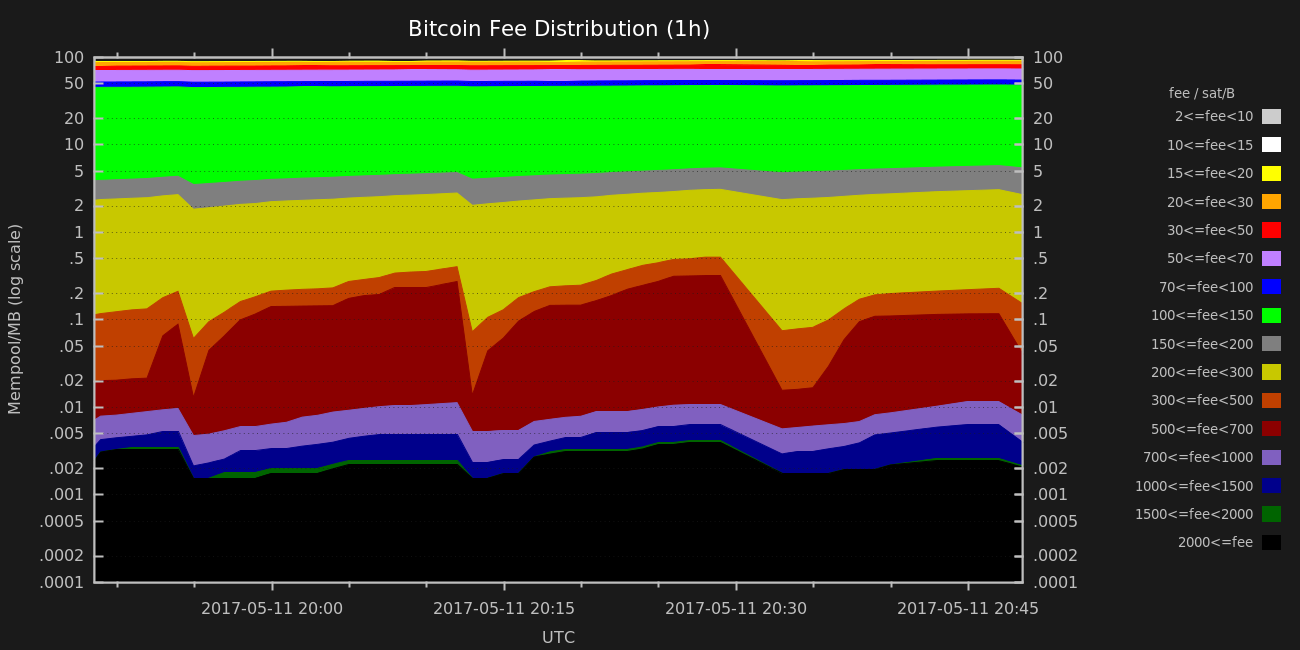 Bitcoin Fee Distribution (1h)
Mempool/MB (log scale)
100
50
20
10
5
2
1
.5
.2
.1
.05
.02
.01
.005
.002
.001
.0005
.0002
.0001
100
50
20
10
5
2
1
.5
.2
.1
.05
.02
.01
.005
.002
.001
.0005
.0002
.0001
2017-05-11 20:00
2017-05-11 20:15
2017-05-11 20:30
2017-05-11 20:45
UTC
fee / sat/B
2<=fee<10
10<=fee<15
15<=fee<20
20<=fee<30
30<=fee<50
50<=fee<70
70<=fee<100
100<=fee<150
150<=fee<200
200<=fee<300
300<=fee<500
500<=fee<700
700<=fee<1000
1000<=fee<1500
1500<=fee<2000
2000<=fee